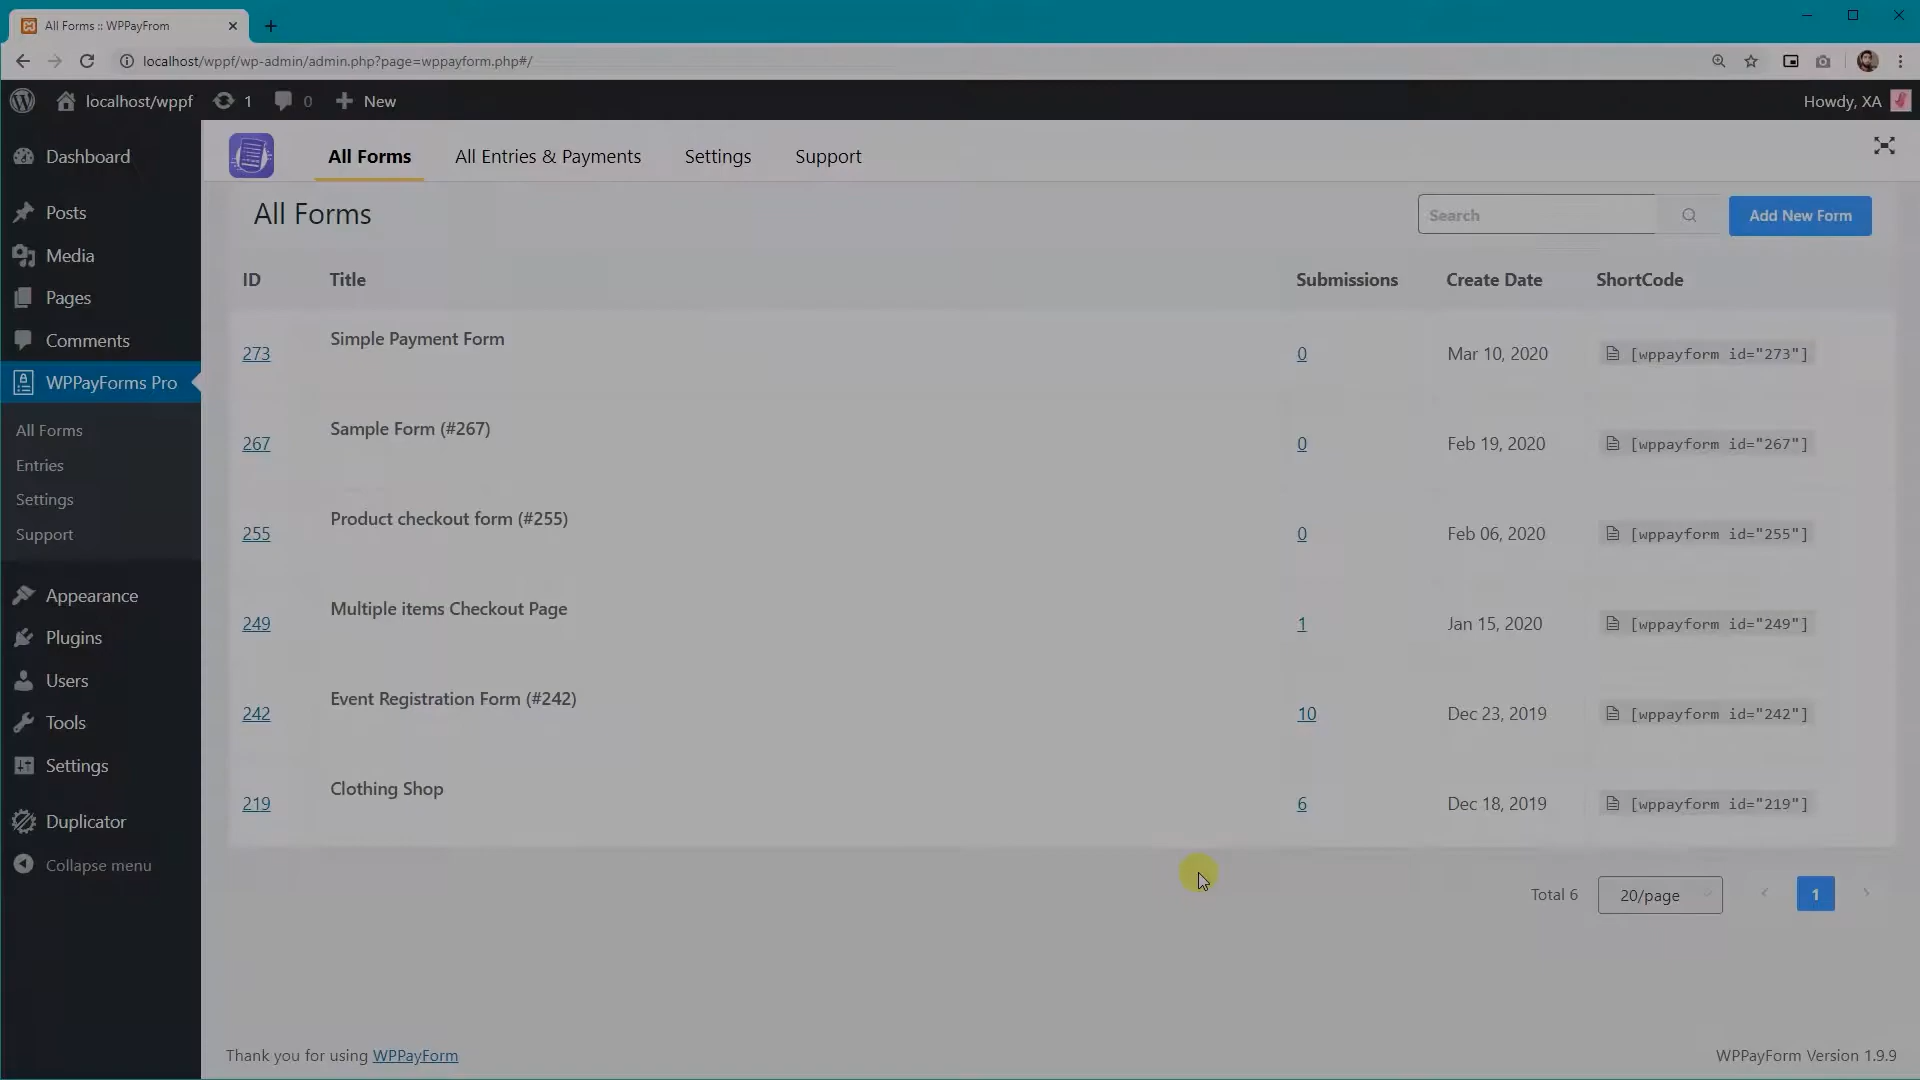 All Forms :: WPPayFrom
localhost/wppf/wp-admin/admin.php?page=wppayform.php#/
localhost/wppf 1 0 New
Howdy, XA
Dashboard
Posts
Media
Pages
Comments
WPPayForms Pro
All Forms
Entries
Settings
Support
Appearance
Plugins
Users
Tools
Settings
Duplicator
Collapse menu
All Forms All Entries & Payments Settings Support
All Forms
Search
Add New Form
ID Title Submissions Create Date ShortCode
273 Simple Payment Form 0 Mar 10, 2020 [wppayform id="273"]
267 Sample Form (#267) 0 Feb 19, 2020 [wppayform id="267"]
255 Product checkout form (#255) 0 Feb 06, 2020 [wppayform id="255"]
249 Multiple items Checkout Page 1 Jan 15, 2020 [wppayform id="249"]
242 Event Registration Form (#242) 10 Dec 23, 2019 [wppayform id="242"]
219 Clothing Shop 6 Dec 18, 2019 [wppayform id="219"]
Total 6 20/page 1
Thank you for using WPPayForm
WPPayForm Version 1.9.9